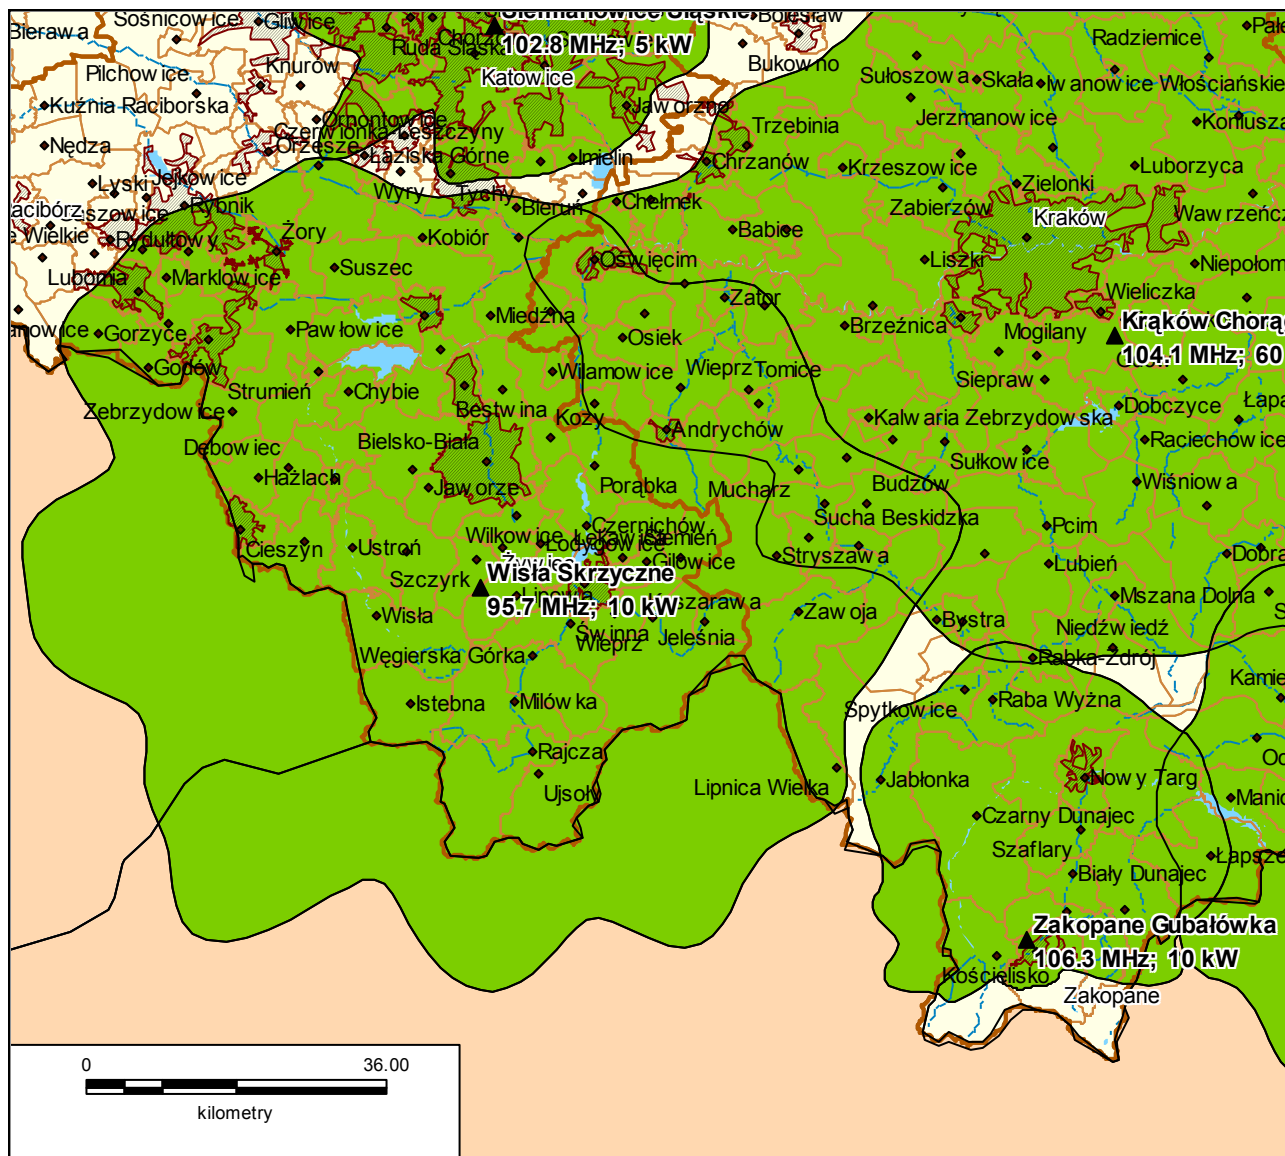 Sośnicowice
Gliwice
Siemianowice Śląskie
Bolesław
Bierawa
Ruda Śląska
102.8 MHz; 5 kW
Bukowno
Radziemice
Pilchowice
Knurów
Katowice
Sułoszowa
Skała
Iwanowice
Włościańskie
Kuźnia Raciborska
Ornontowice
Jaworzno
Trzebinia
Jerzmanowice
Czerwionka-Leszczyny
Nędza
Orzesze
Łaziska Górne
Imielin
Chrzanów
Krzeszowice
Luborzyca
Lyski
Jejkowice
Wyry
Tychy
Bieruń
Chełmek
Zielonki
Rybnik
Zabierzów
Kraków
Rydułtowy
Żory
Kobiór
Babice
Lubomia
Marklowice
Suszec
Oświęcim
Liszki
Zator
Wieliczka
Gorzyce
Pawłowice
Miedźna
Osiek
Brzeźnica
Mogilany
104.1 MHz; 60
Godów
Strumień
Chybie
Wilamowice
Wieprz
Tomice
Siepraw
Zebrzydowice
Bestwina
Kozy
Kalwaria Zebrzydowska
Dobczyce
Dębowiec
Bielsko-Biała
Andrychów
Raciechowice
Sułkowice
Hażlach
Jaworze
Porąbka
Mucharz
Budzów
Wiśniowa
Czernichów
Sucha Beskidzka
Pcim
Cieszyn
Ustroń
Wilkowice
Łodygowice
Gilowice
Stryszawa
Lubień
Szczyrk
Wisła Skrzyczne
95.7 MHz; 10 kW
Wisła
Zawoja
Mszana Dolna
Bystra
Świnna
Wieprz
Jeleśnia
Niedźwiedź
Węgierska Górka
Rabka-Zdrój
Istebna
Milówka
Spytkowice
Raba Wyżna
Rajcza
Ujsoły
Lipnica Wielka
Jabłonka
Nowy Targ
Czarny Dunajec
Szaflary
Biały Dunajec
Zakopane Gubałówka
106.3 MHz; 10 kW
Kościelisko
Zakopane
0 36.00
kilometry